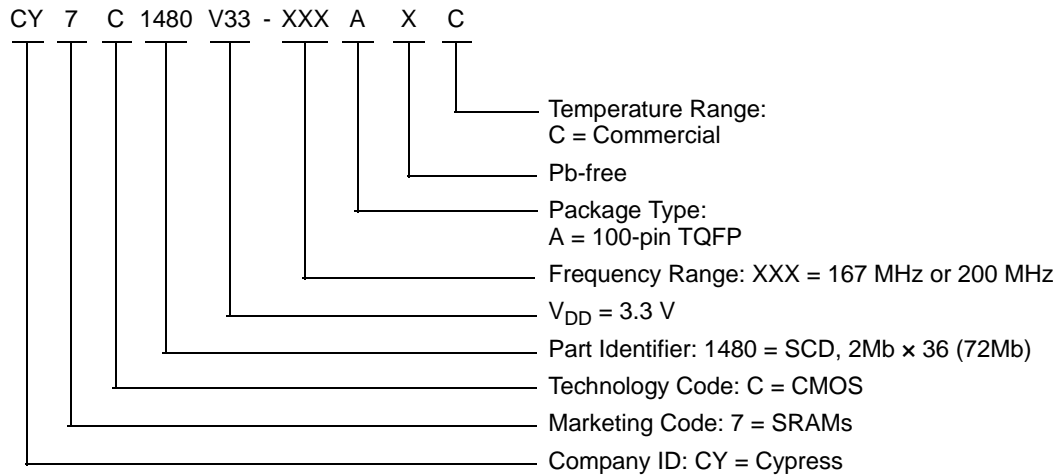 CY 7 C 1480 V33 - XXX A X C
Temperature Range:
C = Commercial
Pb-free
Package Type:
A = 100-pin TQFP
Frequency Range: XXX = 167 MHz or 200 MHz
VDD = 3.3 V
Part Identifier: 1480 = SCD, 2Mb × 36 (72Mb)
Technology Code: C = CMOS
Marketing Code: 7 = SRAMs
Company ID: CY = Cypress